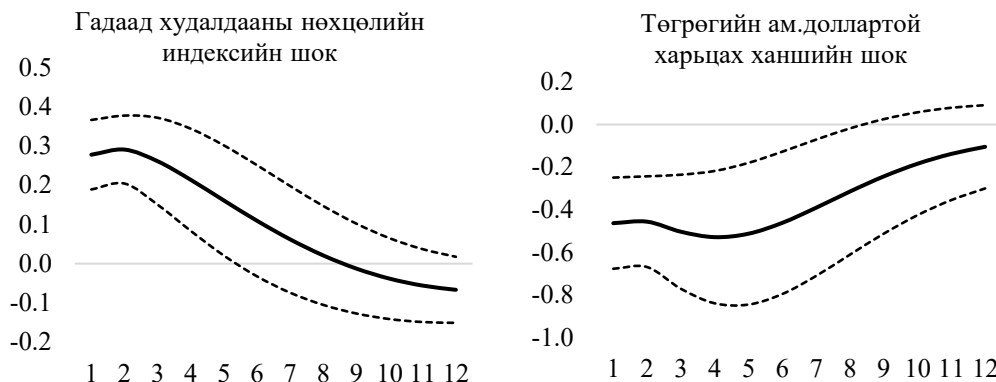 Гадаад худалдааны нөхцөлийн
индексийн шок
0.5
0.4
0.3
0.2
0.1
0.0
-0.1
-0.2
1 2 3 4 5 6 7 8 9 10 11 12
Төгрөгийн ам.доллартой
харьцах ханшийн шок
0.2
0.0
-0.2
-0.4
-0.6
-0.8
-1.0
1 2 3 4 5 6 7 8 9 10 11 12